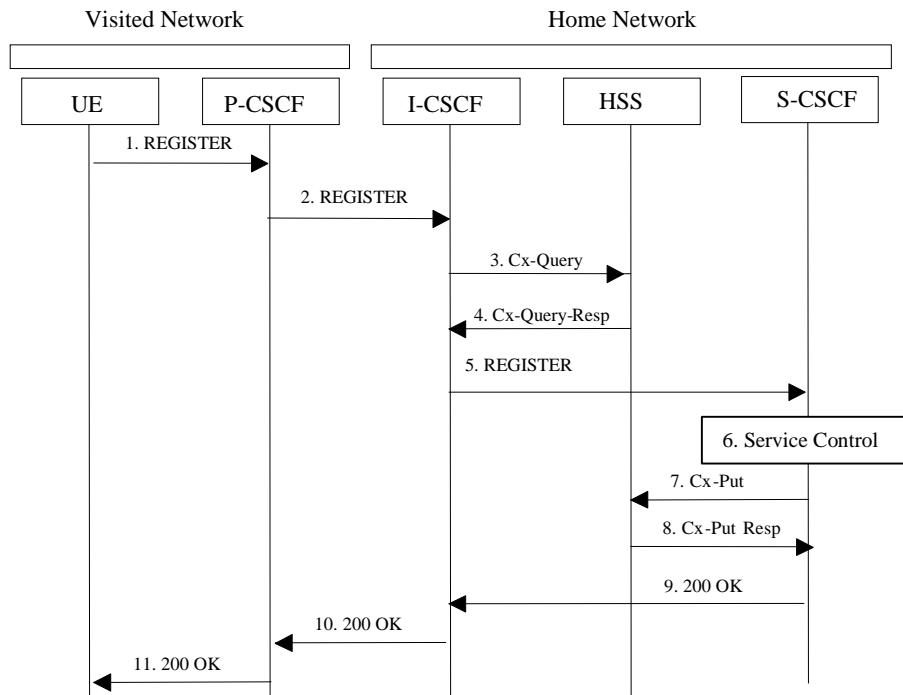 Visited Network
Home Network
UE
P-CSCF
I-CSCF
HSS
S-CSCF
1. REGISTER
2. REGISTER
3. Cx-Query
4. Cx-Query-Resp
5. REGISTER
6. Service Control
7. Cx-Put
8. Cx-Put Resp
9. 200 OK
10. 200 OK
11. 200 OK